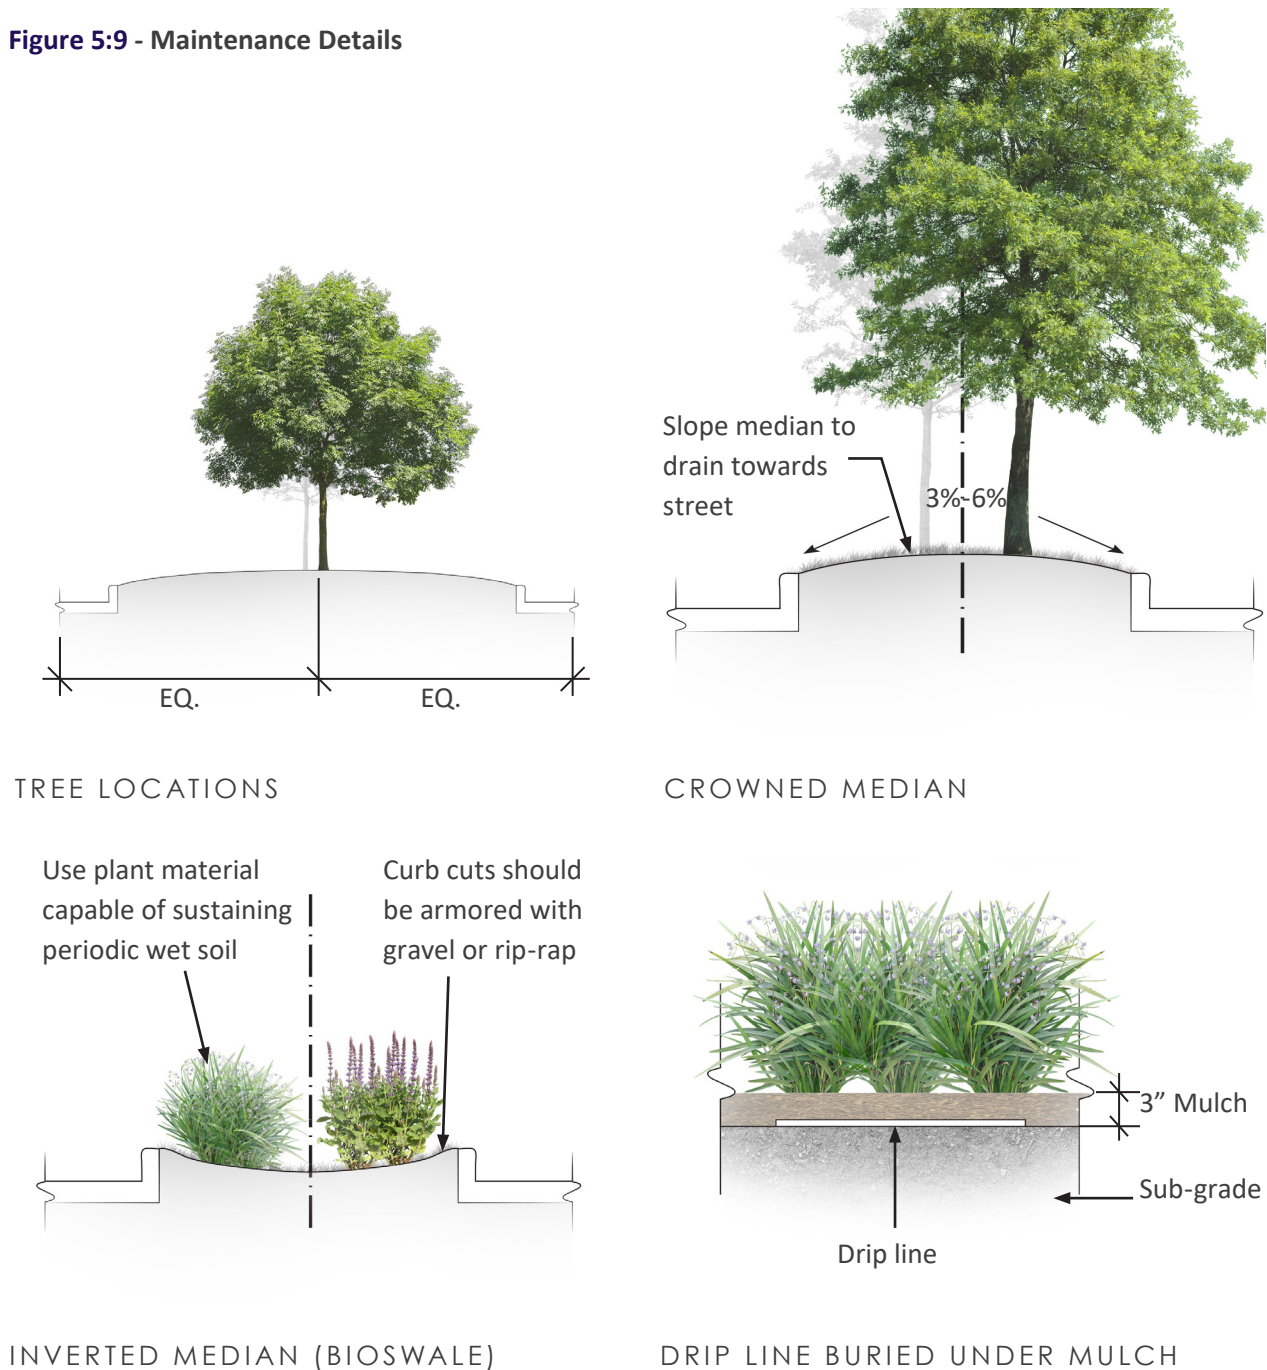 Figure 5:9 - Maintenance Details
EQ.
EQ.
TREE LOCATIONS
Slope median to
drain towards
street
3%-6%
CROWNED MEDIAN
Use plant material
capable of sustaining
periodic wet soil
Curb cuts should
be armored with
gravel or rip-rap
INVERTED MEDIAN (BIOSWALE)
3” Mulch
Sub-grade
Drip line
DRIP LINE BURIED UNDER MULCH